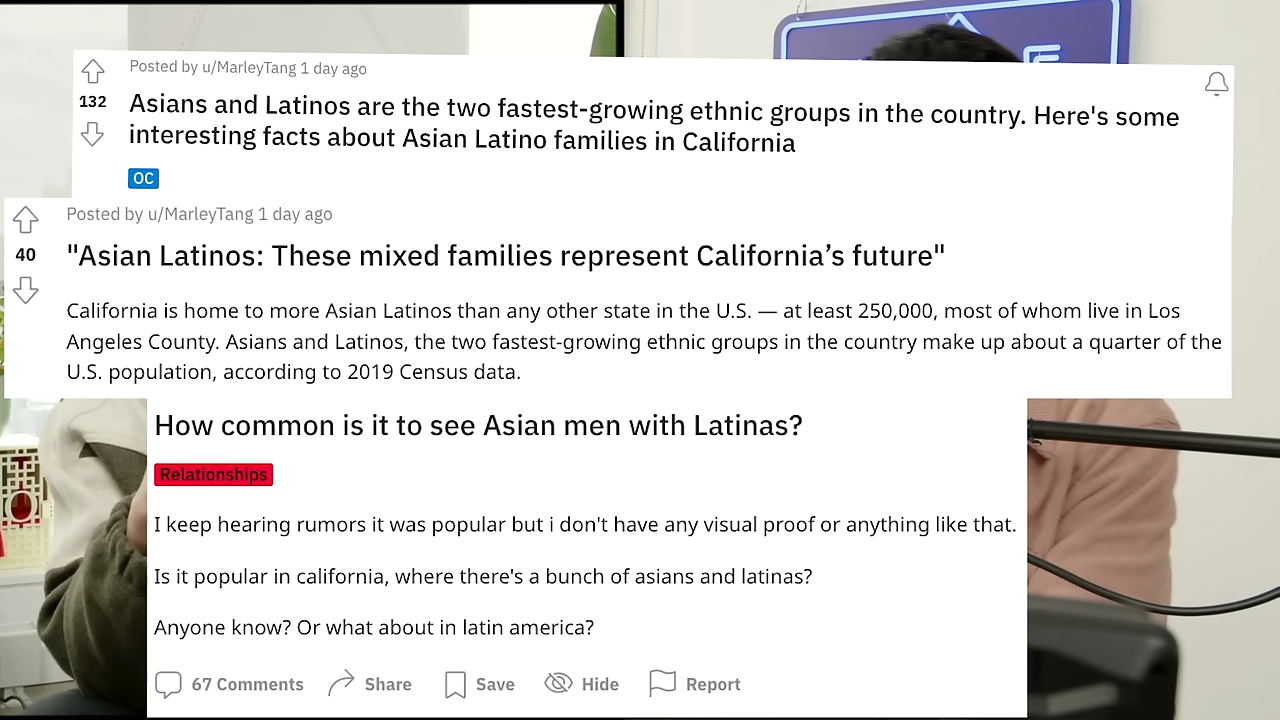 Posted by u/MarleyTang 1 day ago
132
Asians and Latinos are the two fastest-growing ethnic groups in the country. Here's some
interesting facts about Asian Latino families in California
OC
Posted by u/MarleyTang 1 day ago
40
"Asian Latinos: These mixed families represent California’s future"
California is home to more Asian Latinos than any other state in the U.S. — at least 250,000, most of whom live in Los
Angeles County. Asians and Latinos, the two fastest-growing ethnic groups in the country make up about a quarter of the
U.S. population, according to 2019 Census data.
How common is it to see Asian men with Latinas?
Relationships
I keep hearing rumors it was popular but i don't have any visual proof or anything like that.
Is it popular in california, where there's a bunch of asians and latinas?
Anyone know? Or what about in latin america?
67 Comments Share Save Hide Report